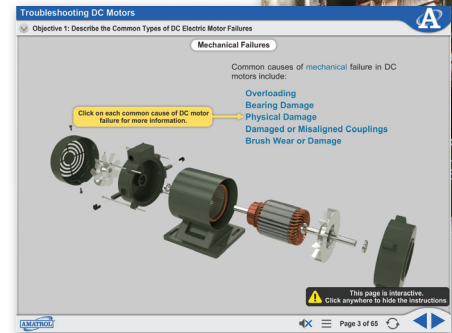 Troubleshooting DC Motors
Objective 1: Describe the Common Types of DC Electric Motor Failures
A
Mechanical Failures
Common causes of mechanical failure in DC
motors include:
Overloading
Bearing Damage
Physical Damage
Damaged or Misaligned Couplings
Brush Wear or Damage
Click on each common cause of DC motor
failure for more information.
This page is interactive.
Click anywhere to hide the instructions
AMATROL
Page 3 of 65